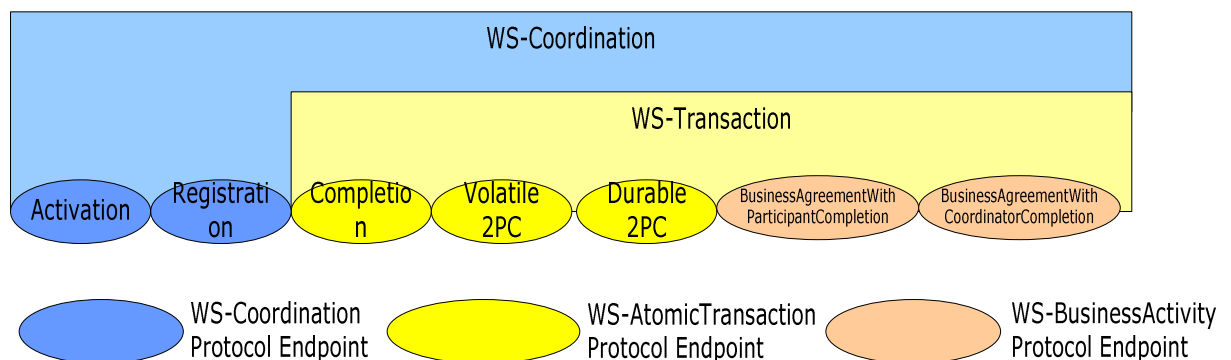 WS-Coordination
WS-Transaction
Activation
Registrati
on
Completio
n
Volatile
2PC
Durable
2PC
BusinessAgreementWith
ParticipantCompletion
BusinessAgreementWith
CoordinatorCompletion
WS-Coordination
Protocol Endpoint
WS-AtomicTransaction
Protocol Endpoint
WS-BusinessActivity
Protocol Endpoint